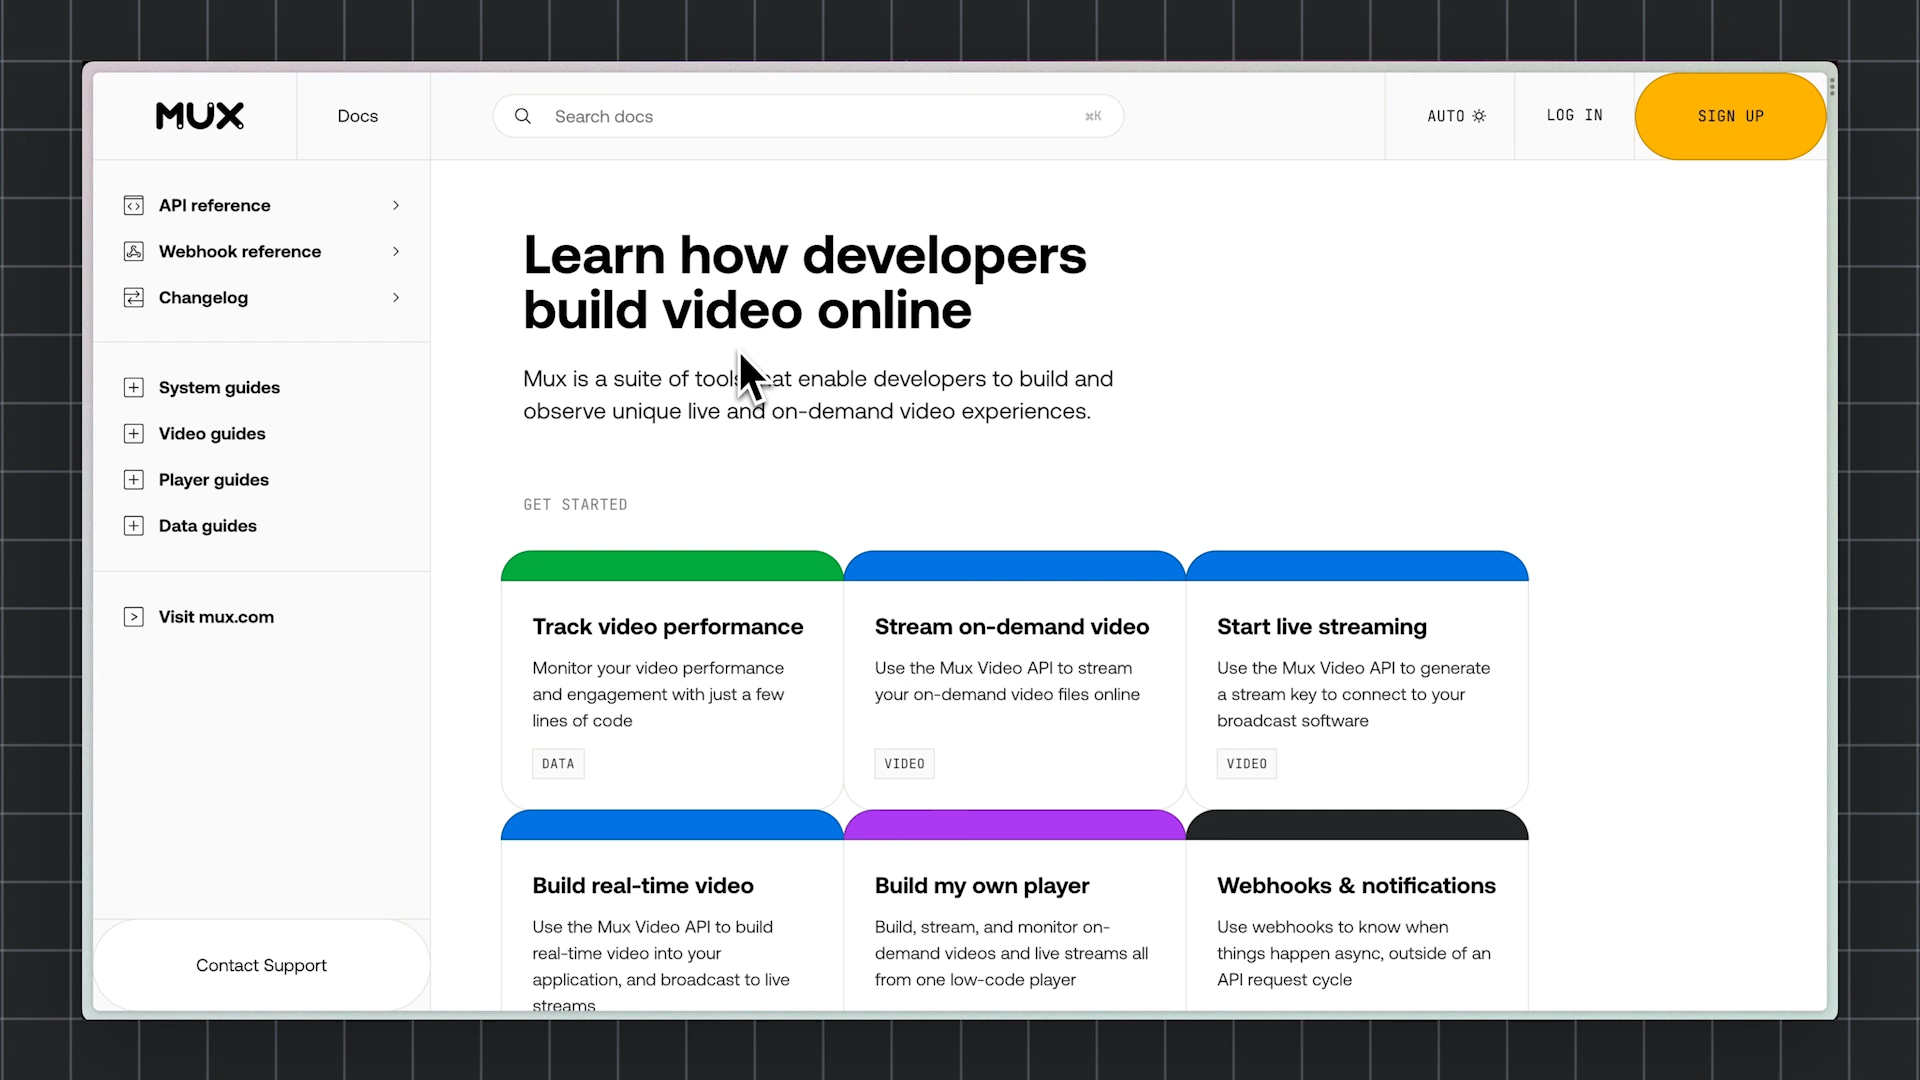 MUX
Docs
Search docs
⌘K
AUTO
LOG IN
SIGN UP
API reference
Webhook reference
Changelog
System guides
Video guides
Player guides
Data guides
Visit mux.com
Contact Support
Learn how developers
build video online
Mux is a suite of tools at enable developers to build and
observe unique live and on-demand video experiences.
GET STARTED
Track video performance
Monitor your video performance
and engagement with just a few
lines of code
DATA
Stream on-demand video
Use the Mux Video API to stream
your on-demand video files online
VIDEO
Start live streaming
Use the Mux Video API to generate
a stream key to connect to your
broadcast software
VIDEO
Build real-time video
Use the Mux Video API to build
real-time video into your
application, and broadcast to live
streams
Build my own player
Build, stream, and monitor on-
demand videos and live streams all
from one low-code player
Webhooks & notifications
Use webhooks to know when
things happen async, outside of an
API request cycle